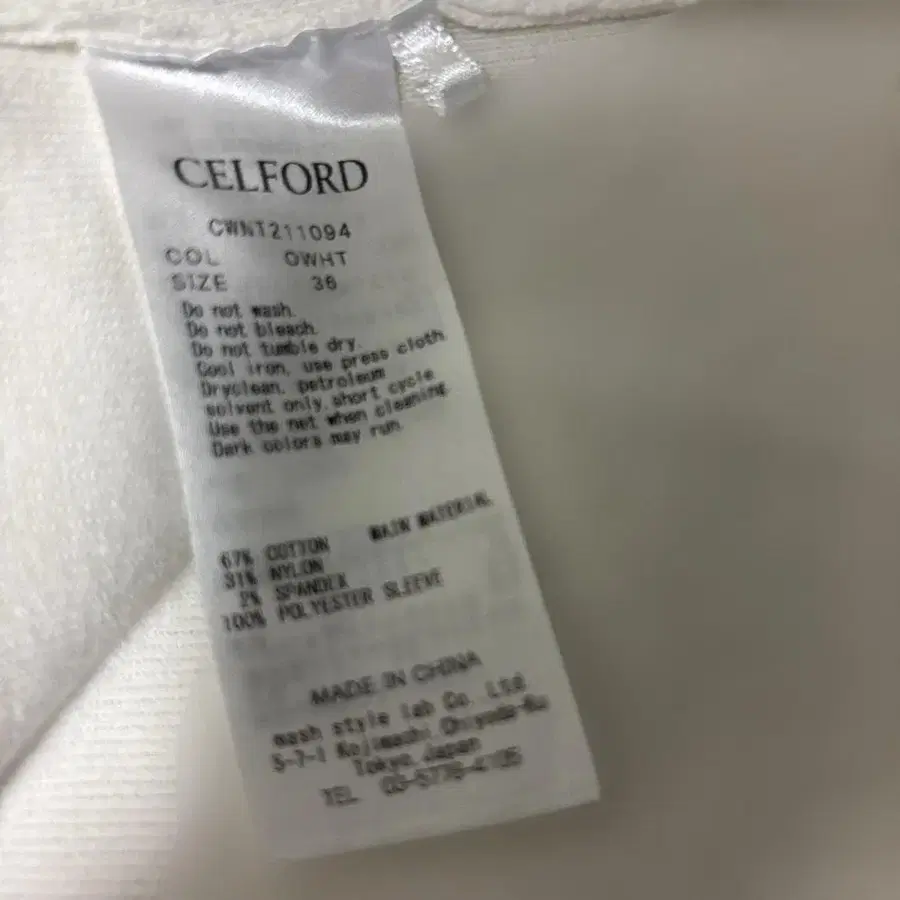 CELFORD
CWNT211094
COL OWHT
SIZE 36
Do not wash.
Do not bleach.
Do not tumble dry.
Cool iron, use press cloth
Dryclean, petroleum
solvent only, short cycle
Use the net when cleaning.
Dark colors may run.
MAIN MATERIAL
67% COTTON
31% NYLON
2% SPANDEX
100% POLYESTER SLEEVE
MADE IN CHINA
mash style lab Co. Ltd
5-7-1 Kojimachi, Chiyoda-Ku
Tokyo, Japan
TEL